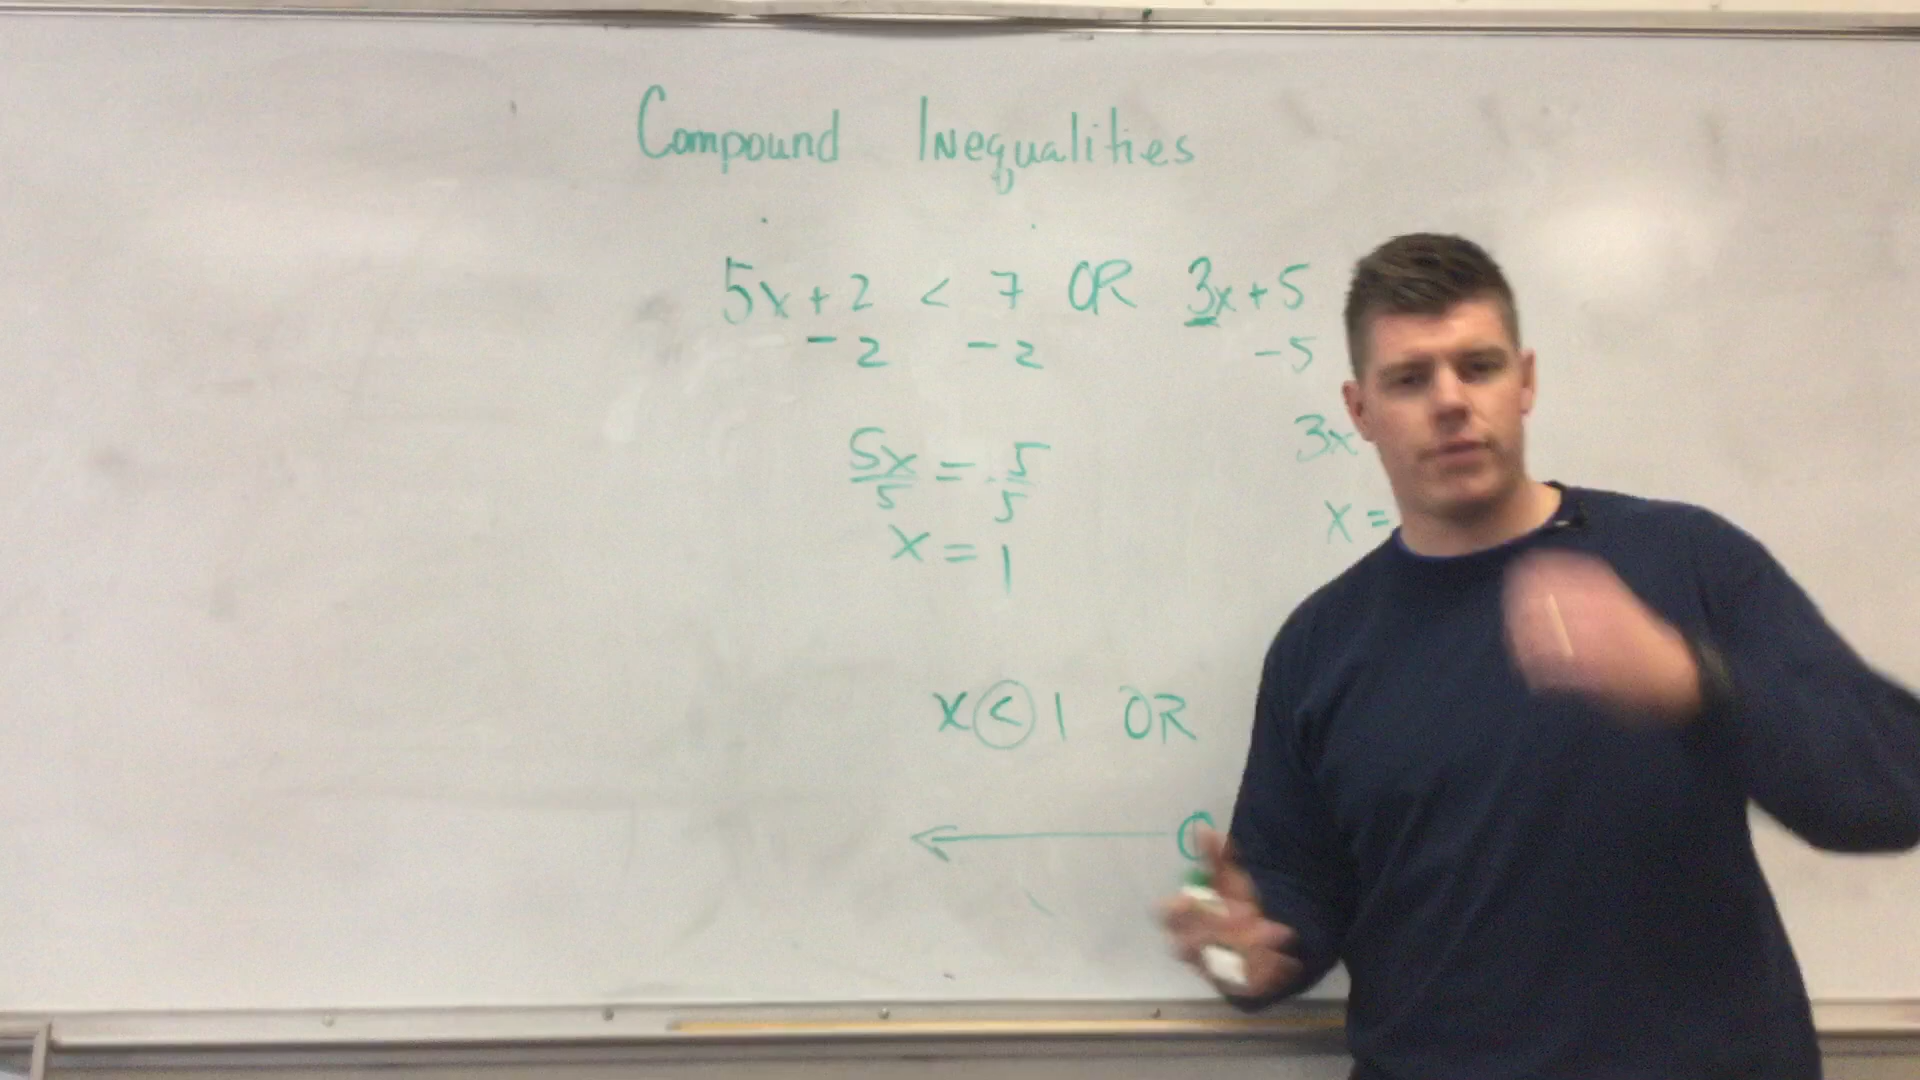 Compound Inequalities
5x + 2 < 7 OR 3x + 5
- 2 - 2 - 5
5x = 5 3x
5 5
x = 1 x =
x < 1 OR